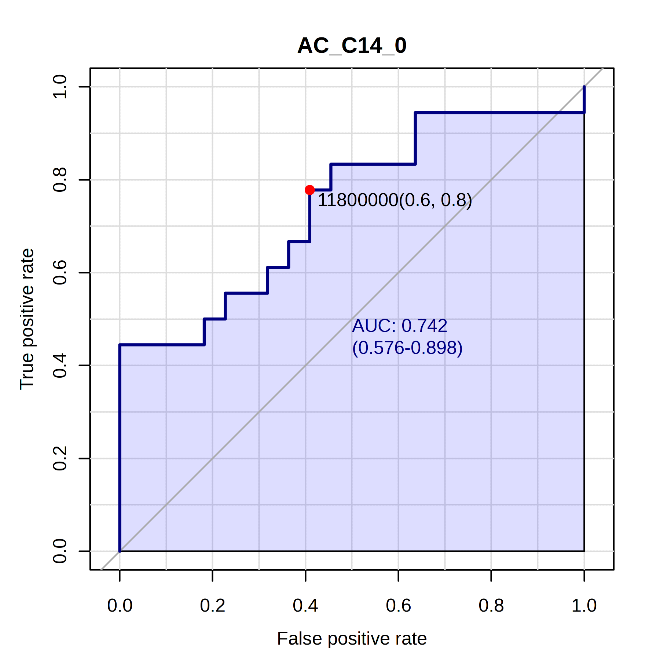 AC_C14_0
1.0
0.8
0.6
0.4
0.2
0.0
True positive rate
11800000(0.6, 0.8)
AUC: 0.742
(0.576-0.898)
0.0 0.2 0.4 0.6 0.8 1.0
False positive rate